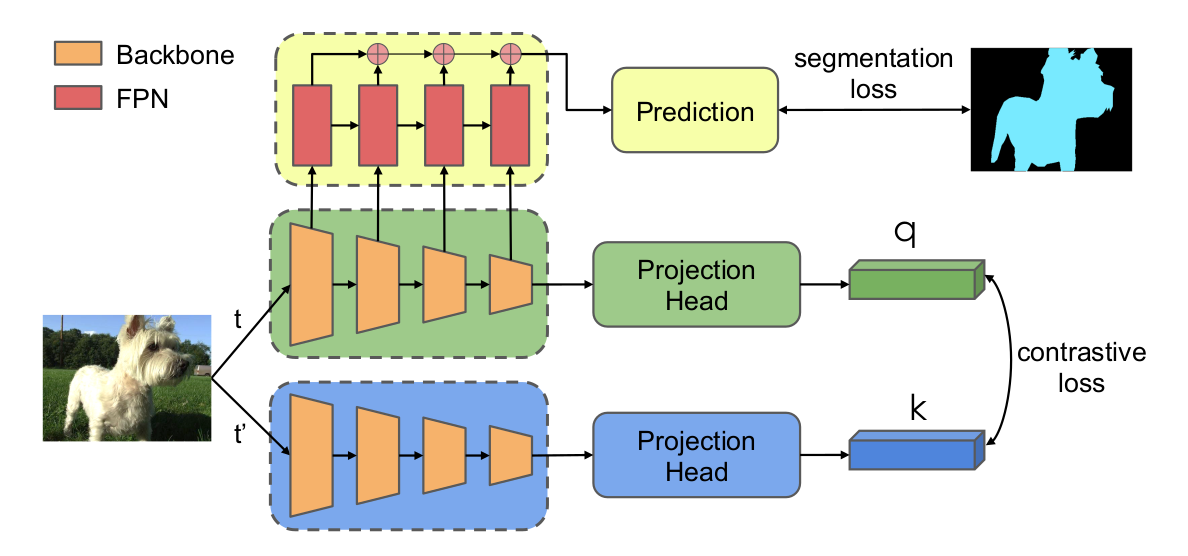 Backbone
FPN
Prediction
segmentation
loss
Projection
Head
q
t
contrastive
loss
t’
Projection
Head
k